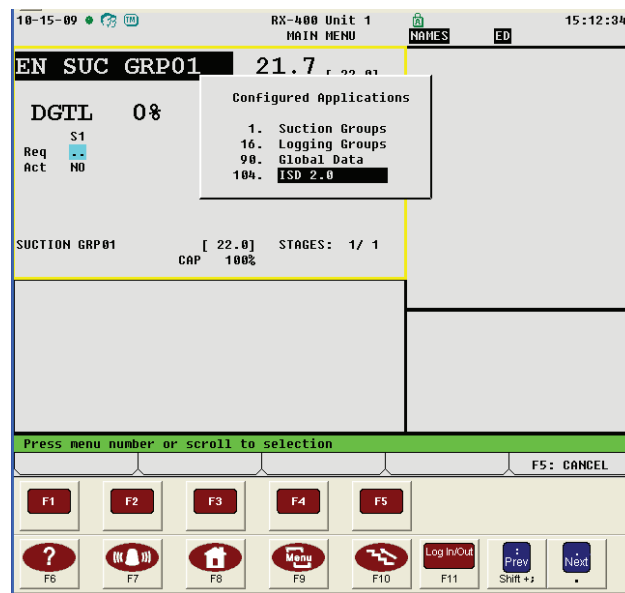 10-15-09 RX-400 Unit 1 15:12:34
MAIN MENU NAMES ED
EN SUC GRP01 21.7 [ 22.0]
Configured Applications
1. Suction Groups
16. Logging Groups
90. Global Data
104. ISD 2.0
DGTL 0%
S1
Req ..
Act NO
SUCTION GRP01 [ 22.0] STAGES: 1/ 1
CAP 100%
Press menu number or scroll to selection
F5: CANCEL
F1 F2 F3 F4 F5
? Menu Log In/Out : Prev . Next
F6 F7 F8 F9 F10 F11 Shift +; .